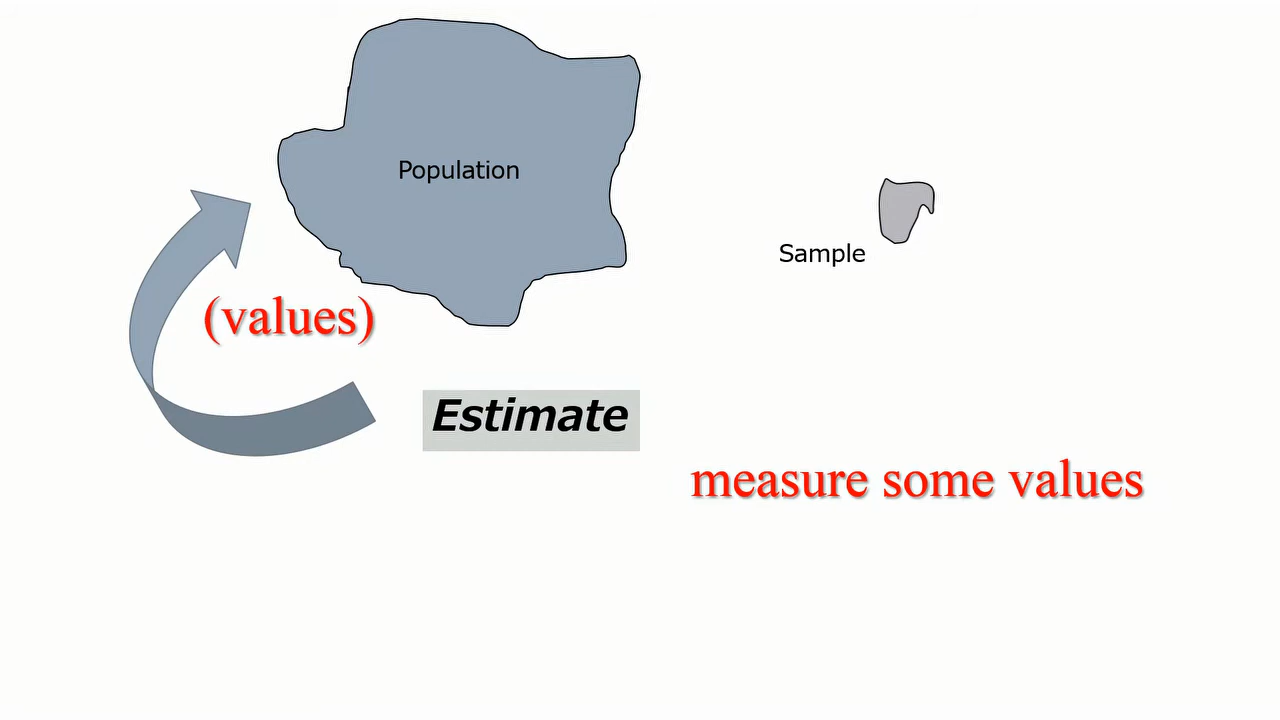 Population
Sample
(values)
Estimate
measure some values